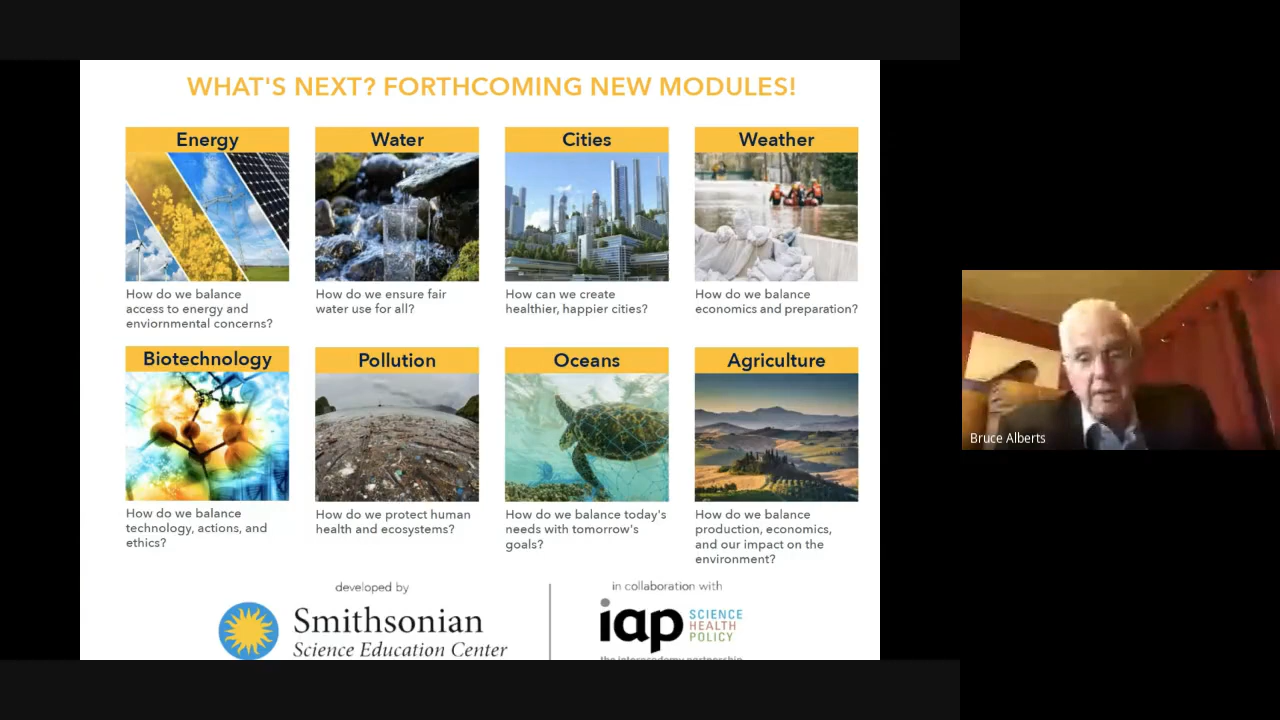 WHAT'S NEXT? FORTHCOMING NEW MODULES!
Energy
How do we balance
access to energy and
enviornmental concerns?
Water
How do we ensure fair
water use for all?
Cities
How can we create
healthier, happier cities?
Weather
How do we balance
economics and preparation?
Biotechnology
How do we balance
technology, actions, and
ethics?
Pollution
How do we protect human
health and ecosystems?
Oceans
How do we balance today's
needs with tomorrow's
goals?
Agriculture
How do we balance
production, economics,
and our impact on the
environment?
developed by
Smithsonian
Science Education Center
in collaboration with
iap
SCIENCE
HEALTH
POLICY
the interacademy partnership
Bruce Alberts